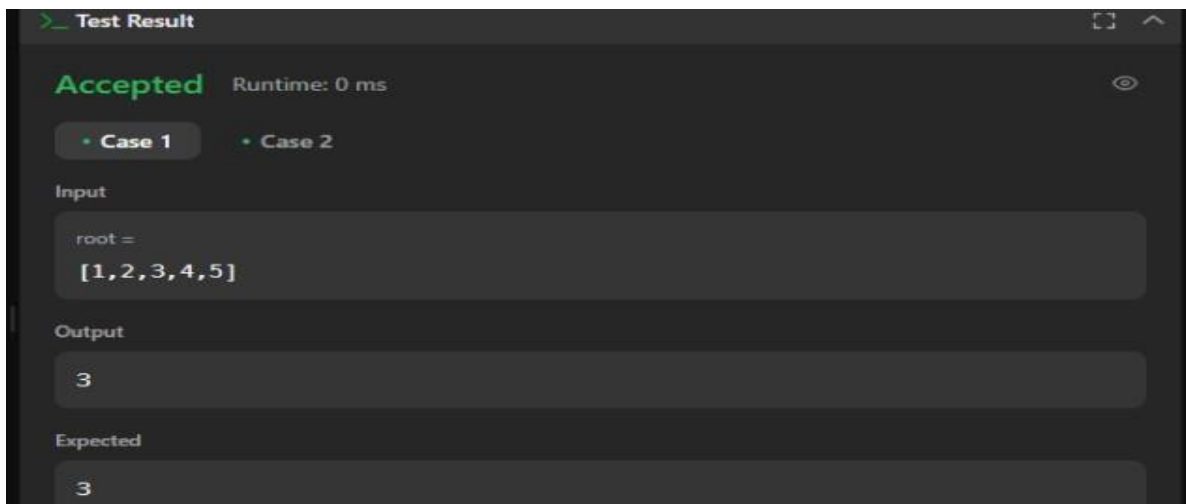 >_ Test Result
Accepted Runtime: 0 ms
• Case 1 • Case 2
Input
root =
[1,2,3,4,5]
Output
3
Expected
3